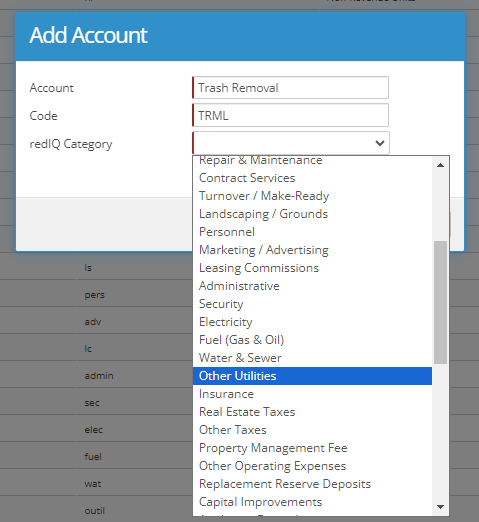 Add Account
Account
Trash Removal
Code
TRML
redIQ Category
Repair & Maintenance
Contract Services
Turnover / Make-Ready
Landscaping / Grounds
Personnel
Marketing / Advertising
Leasing Commissions
Administrative
Security
Electricity
Fuel (Gas & Oil)
Water & Sewer
Other Utilities
Insurance
Real Estate Taxes
Other Taxes
Property Management Fee
Other Operating Expenses
Replacement Reserve Deposits
Capital Improvements
ls
pers
adv
lc
admin
sec
elec
fuel
wat
outil